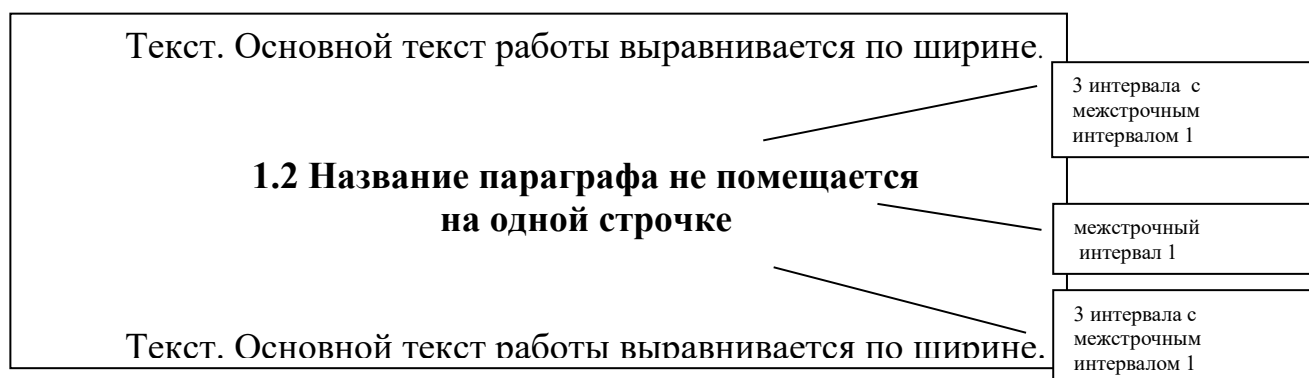 Текст. Основной текст работы выравнивается по ширине.
3 интервала с
межстрочным
интервалом 1
1.2 Название параграфа не помещается
на одной строчке
межстрочный
интервал 1
3 интервала с
межстрочным
интервалом 1
Текст. Основной текст работы выравнивается по ширине.